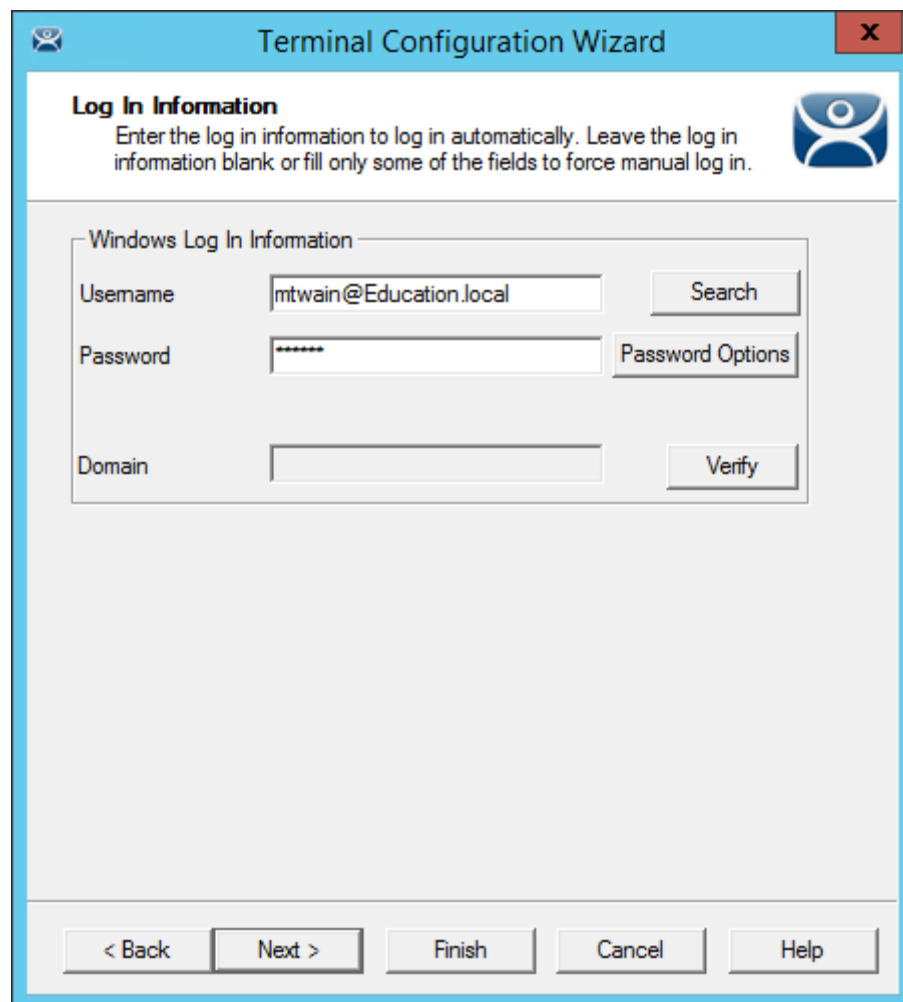 Terminal Configuration Wizard
x
Log In Information
Enter the log in information to log in automatically. Leave the log in
information blank or fill only some of the fields to force manual log in.
Windows Log In Information
Username mtwain@Education.local Search
Password ****** Password Options
Domain Verify
< Back Next > Finish Cancel Help